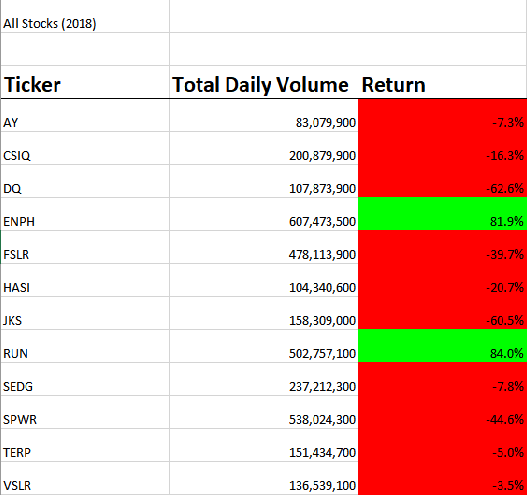 All Stocks (2018)
Ticker Total Daily Volume Return
AY 83,079,900 -7.3%
CSIQ 200,879,900 -16.3%
DQ 107,873,900 -62.6%
ENPH 607,473,500 81.9%
FSLR 478,113,900 -39.7%
HASI 104,340,600 -20.7%
JKS 158,309,000 -60.5%
RUN 502,757,100 84.0%
SEDG 237,212,300 -7.8%
SPWR 538,024,300 -44.6%
TERP 151,434,700 -5.0%
VSLR 136,539,100 -3.5%